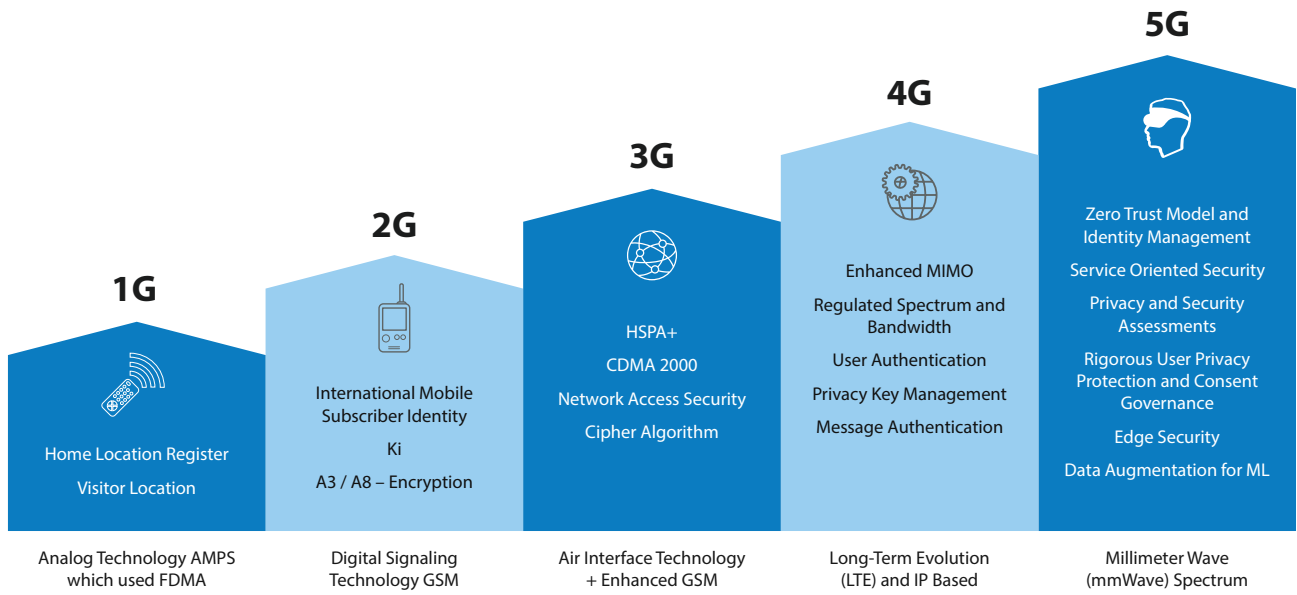 1G
Home Location Register
Visitor Location
Analog Technology AMPS
which used FDMA
2G
International Mobile
Subscriber Identity
Ki
A3 / A8 – Encryption
Digital Signaling
Technology GSM
3G
HSPA+
CDMA 2000
Network Access Security
Cipher Algorithm
Air Interface Technology
+ Enhanced GSM
4G
Enhanced MIMO
Regulated Spectrum and
Bandwidth
User Authentication
Privacy Key Management
Message Authentication
Long-Term Evolution
(LTE) and IP Based
5G
Zero Trust Model and
Identity Management
Service Oriented Security
Privacy and Security
Assessments
Rigorous User Privacy
Protection and Consent
Governance
Edge Security
Data Augmentation for ML
Millimeter Wave
(mmWave) Spectrum